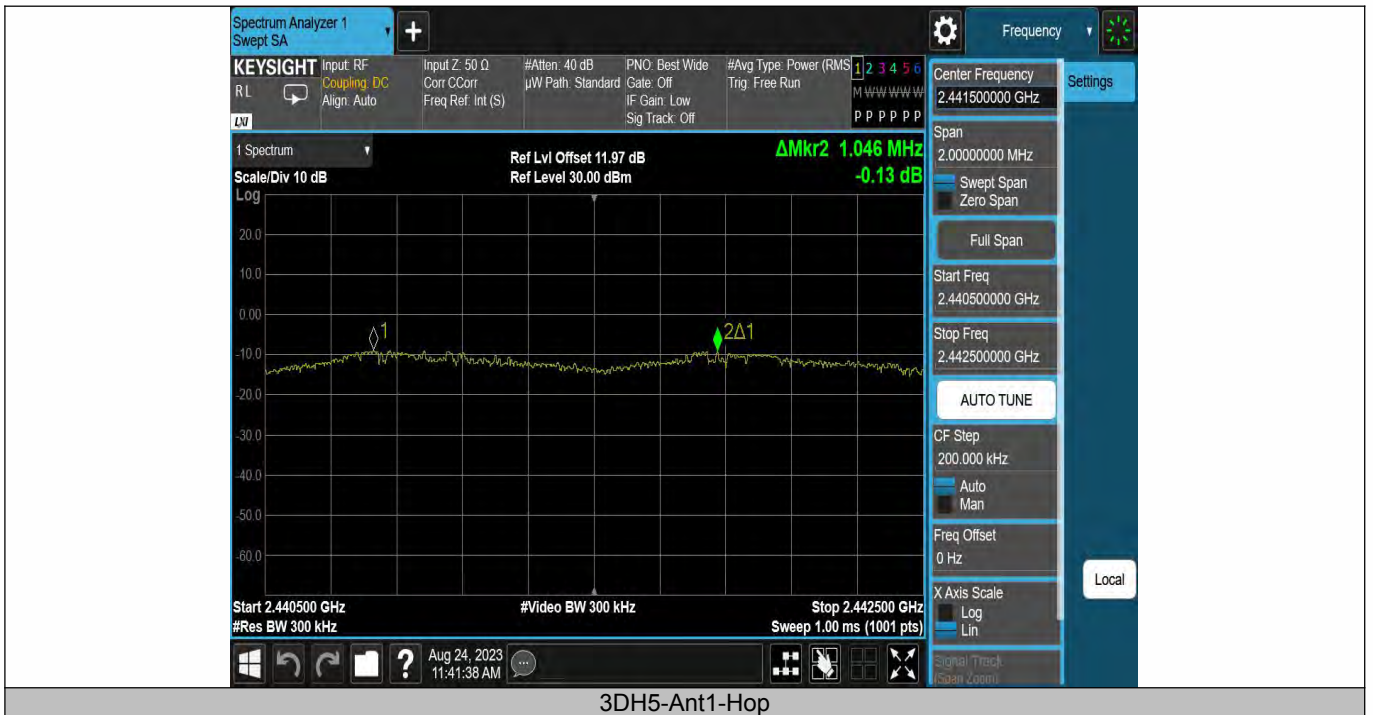 Spectrum Analyzer 1
Swept SA
+
Frequency
KEYSIGHT
RL
LXI
Input: RF
Coupling: DC
Align: Auto
Input Z: 50 Ω
Corr CCorr
Freq Ref: Int (S)
#Atten: 40 dB
µW Path: Standard
PNO: Best Wide
Gate: Off
IF Gain: Low
Sig Track: Off
#Avg Type: Power (RMS
Trig: Free Run
1 2 3 4 5 6
M W W W W W
P P P P P P
1 Spectrum
Scale/Div 10 dB
Ref Lvl Offset 11.97 dB
Ref Level 30.00 dBm
ΔMkr2 1.046 MHz
-0.13 dB
Log
20.0
10.0
0.00
-10.0
-20.0
-30.0
-40.0
-50.0
-60.0
1
2Δ1
Start 2.440500 GHz
#Res BW 300 kHz
#Video BW 300 kHz
Stop 2.442500 GHz
Sweep 1.00 ms (1001 pts)
Center Frequency
2.441500000 GHz
Settings
Span
2.00000000 MHz
Swept Span
Zero Span
Full Span
Start Freq
2.440500000 GHz
Stop Freq
2.442500000 GHz
AUTO TUNE
CF Step
200.000 kHz
Auto
Man
Freq Offset
0 Hz
X Axis Scale
Log
Lin
Local
Signal Track
(Span Zoom)
?
Aug 24, 2023
11:41:38 AM
3DH5-Ant1-Hop